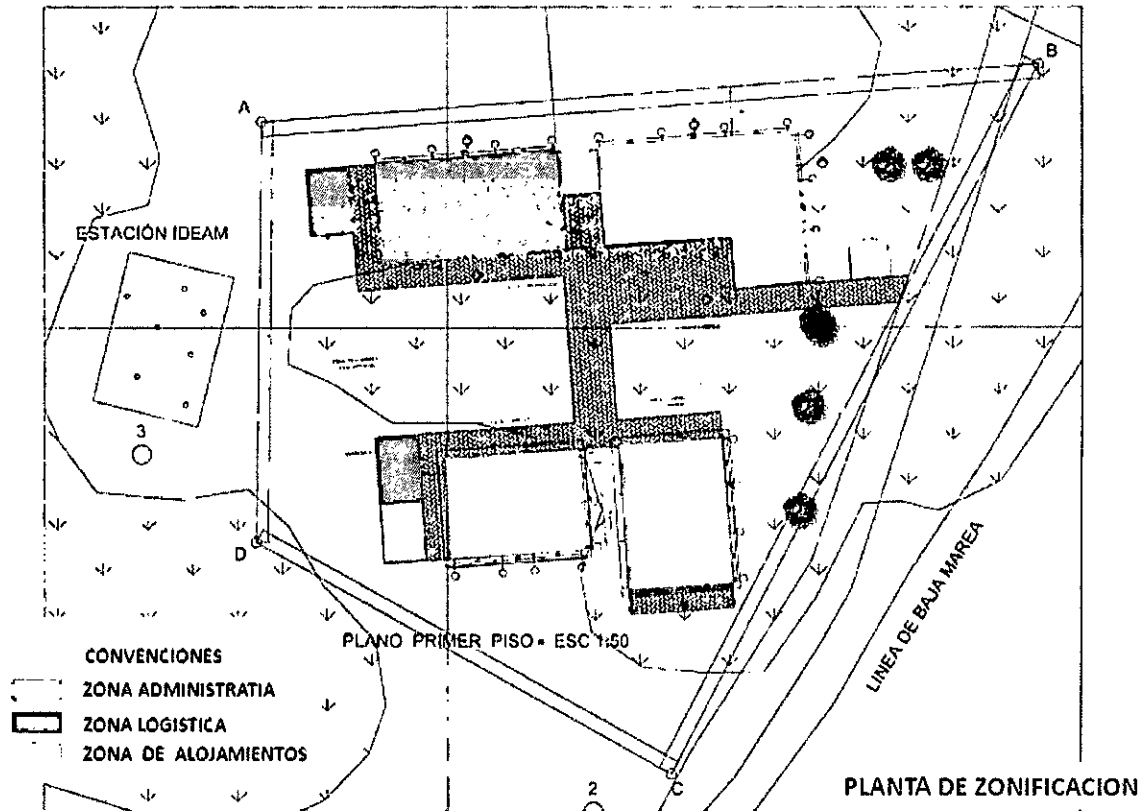 B
A
ESTACIÓN IDEAM
3
D
PLANO PRIMER PISO - ESC 1:50
LINEA DE BAJA MAREA
CONVENCIONES
ZONA ADMINISTRATIA
ZONA LOGISTICA
ZONA DE ALOJAMIENTOS
2
C
PLANTA DE ZONIFICACION